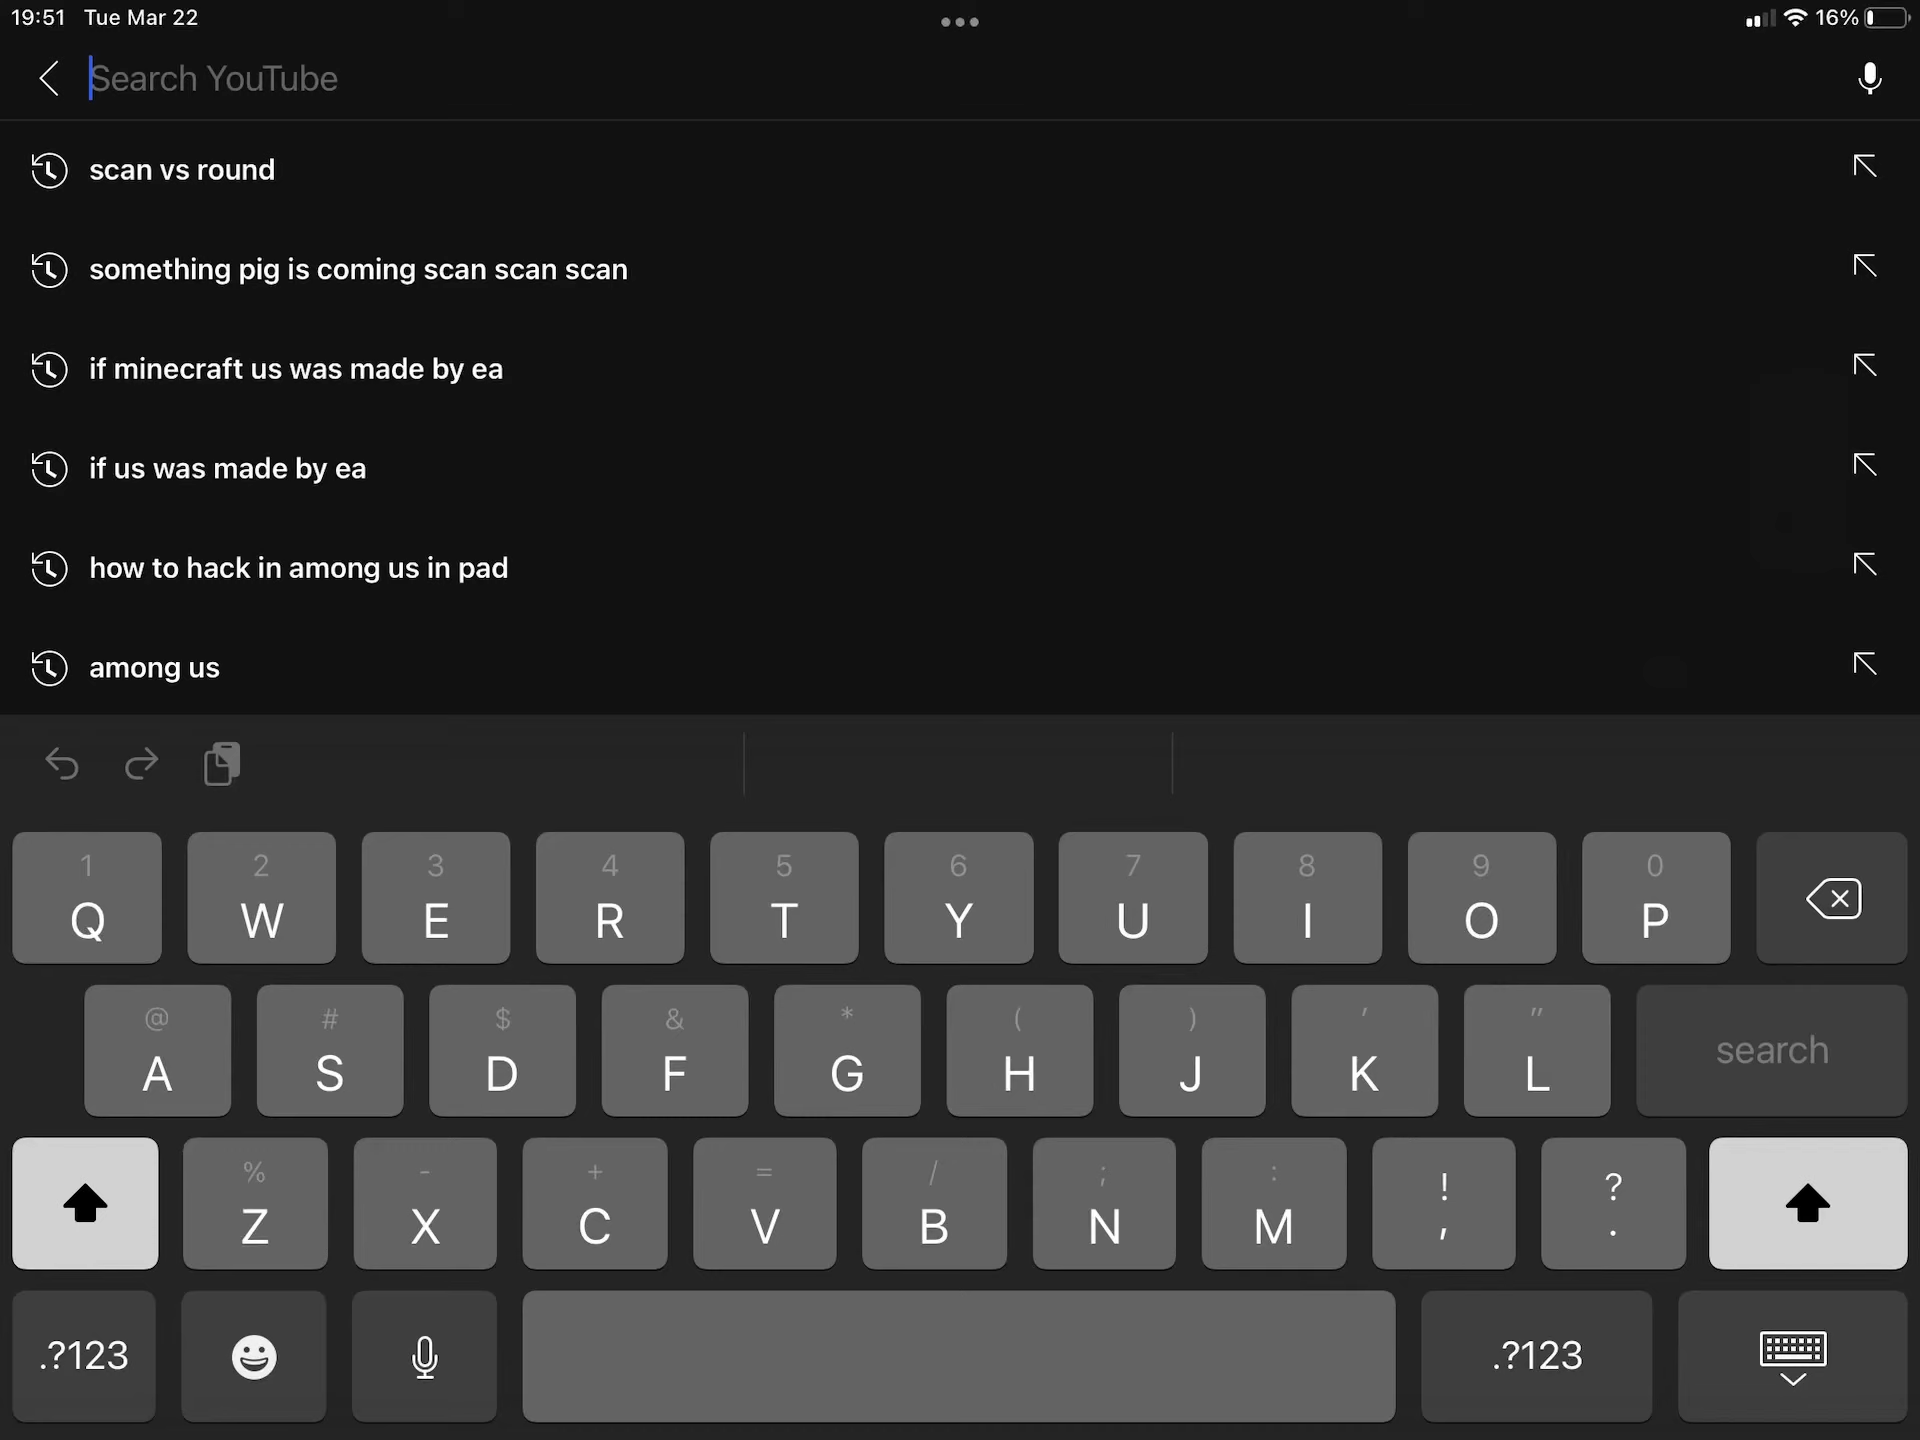 19:51 Tue Mar 22
16%
Search YouTube
scan vs round
something pig is coming scan scan scan
if minecraft us was made by ea
if us was made by ea
how to hack in among us in pad
among us
1 2 3 4 5 6 7 8 9 0
Q W E R T Y U I O P
@ # $ & * ( ) ' "
A S D F G H J K L search
% - + = / ; : ! ?
Z X C V B N M , .
.?123 .?123